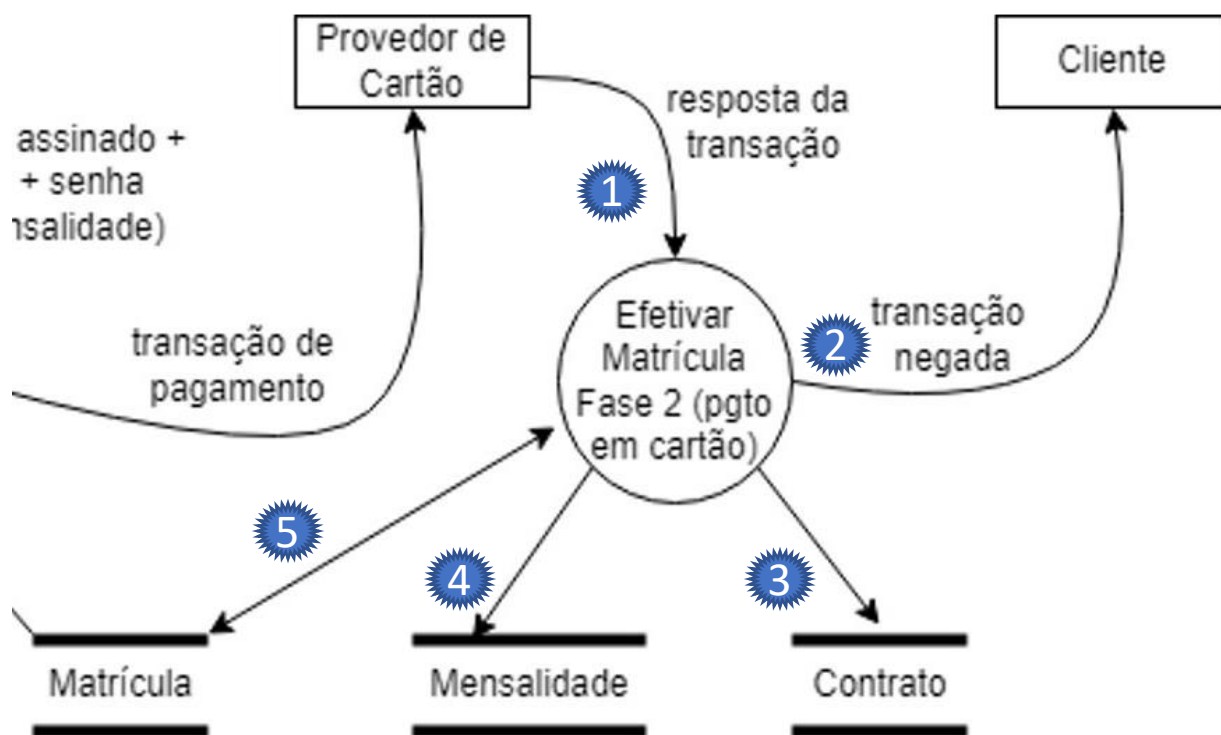 Provedor de
Cartão
Cliente
resposta da
transação
assinado +
+ senha
nsalidade)
1
Efetivar
Matrícula
Fase 2 (pgto
em cartão)
transação
negada
2
transação de
pagamento
5
4
3
Matrícula
Mensalidade
Contrato